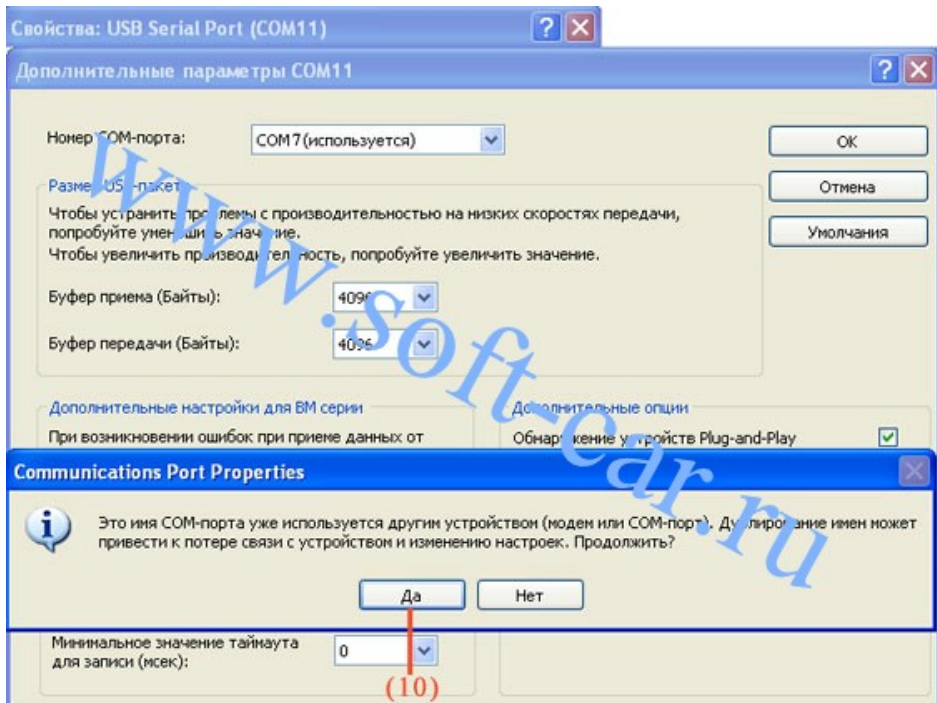 Свойства: USB Serial Port (COM11)
Дополнительные параметры COM11
Номер COM-порта:
COM7(используется)
OK
Отмена
Умолчания
Размер USB-пакета
Чтобы устранить проблемы с производительностью на низких скоростях передачи,
попробуйте уменьшить значение.
Чтобы увеличить производительность, попробуйте увеличить значение.
Буфер приема (Байты):
4096
Буфер передачи (Байты):
4096
Дополнительные настройки для ВМ серии
При возникновении ошибок при приеме данных от
Дополнительные опции
Обнаружение устройств Plug-and-Play
Communications Port Properties
Это имя COM-порта уже используется другим устройством (модем или COM-порт). Дублирование имен может
привести к потере связи с устройством и изменению настроек. Продолжить?
Да
Нет
Минимальное значение таймаута
для записи (мсек):
0
(10)
www.soft-car.ru